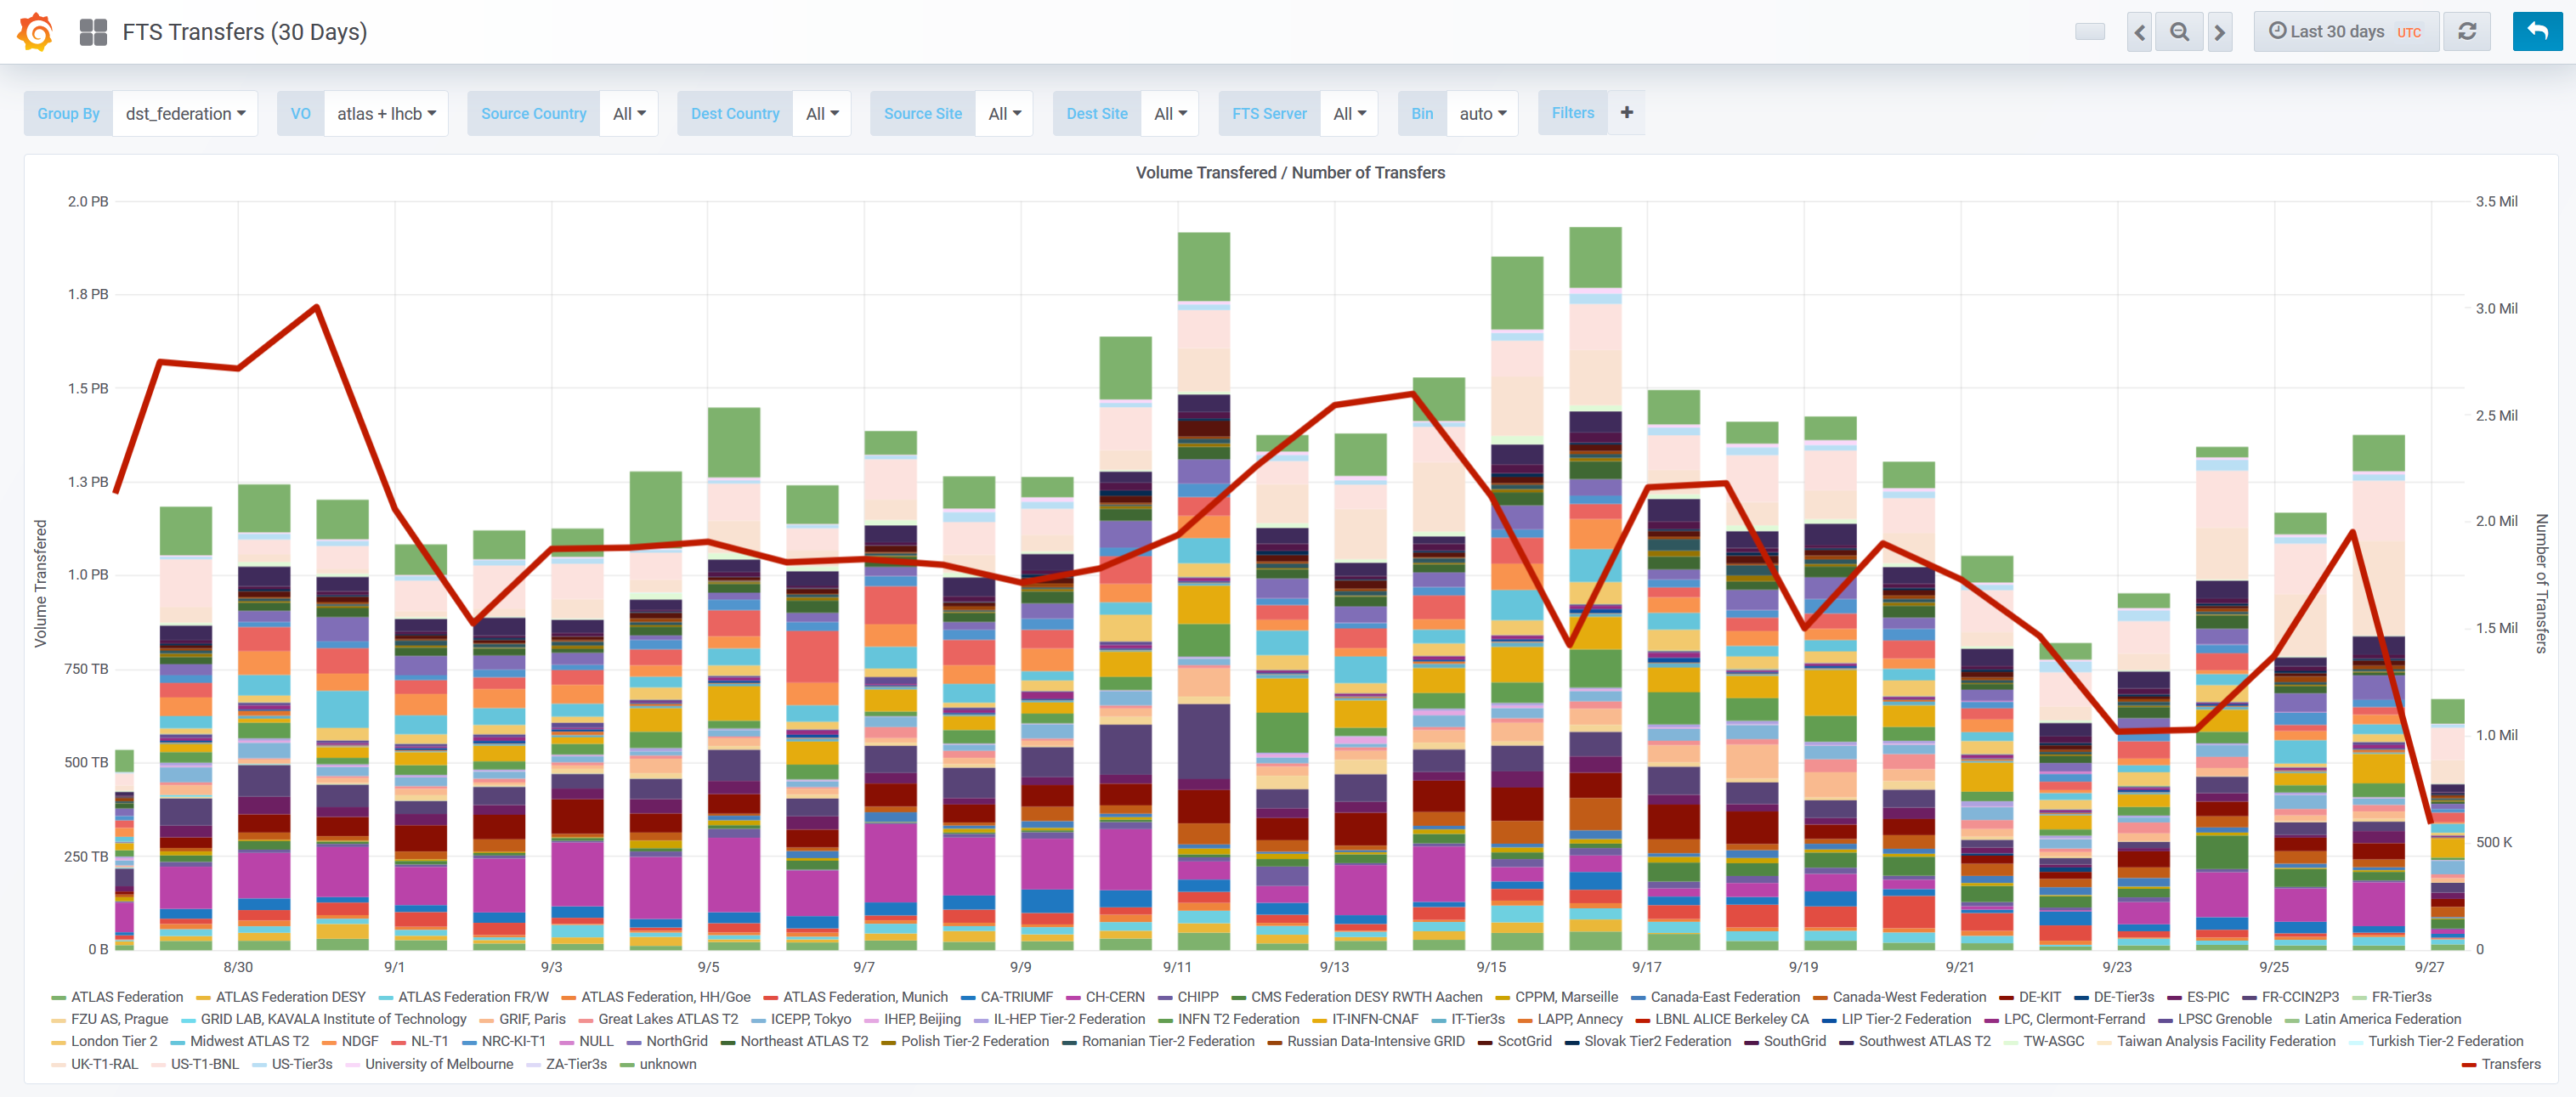 FTS Transfers (30 Days)
Last 30 days UTC
Group By dst_federation VO atlas + lhcb Source Country All Dest Country All Source Site All Dest Site All FTS Server All Bin auto Filters +
Volume Transfered / Number of Transfers
2.0 PB
1.8 PB
1.5 PB
1.3 PB
1.0 PB
750 TB
500 TB
250 TB
0 B
Volume Transfered
3.5 Mil
3.0 Mil
2.5 Mil
2.0 Mil
1.5 Mil
1.0 Mil
500 K
0
Number of Transfers
8/30 9/1 9/3 9/5 9/7 9/9 9/11 9/13 9/15 9/17 9/19 9/21 9/23 9/25 9/27
ATLAS Federation ATLAS Federation DESY ATLAS Federation FR/W ATLAS Federation, HH/Goe ATLAS Federation, Munich CA-TRIUMF CH-CERN CHIPP CMS Federation DESY RWTH Aachen CPPM, Marseille Canada-East Federation Canada-West Federation DE-KIT DE-Tier3s ES-PIC FR-CCIN2P3 FR-Tier3s
FZU AS, Prague GRID LAB, KAVALA Institute of Technology GRIF, Paris Great Lakes ATLAS T2 ICEPP, Tokyo IHEP, Beijing IL-HEP Tier-2 Federation INFN T2 Federation IT-INFN-CNAF IT-Tier3s LAPP, Annecy LBNL ALICE Berkeley CA LIP Tier-2 Federation LPC, Clermont-Ferrand LPSC Grenoble Latin America Federation
London Tier 2 Midwest ATLAS T2 NDGF NL-T1 NRC-KI-T1 NULL NorthGrid Northeast ATLAS T2 Polish Tier-2 Federation Romanian Tier-2 Federation Russian Data-Intensive GRID ScotGrid Slovak Tier2 Federation SouthGrid Southwest ATLAS T2 TW-ASGC Taiwan Analysis Facility Federation Turkish Tier-2 Federation
UK-T1-RAL US-T1-BNL US-Tier3s University of Melbourne ZA-Tier3s unknown Transfers